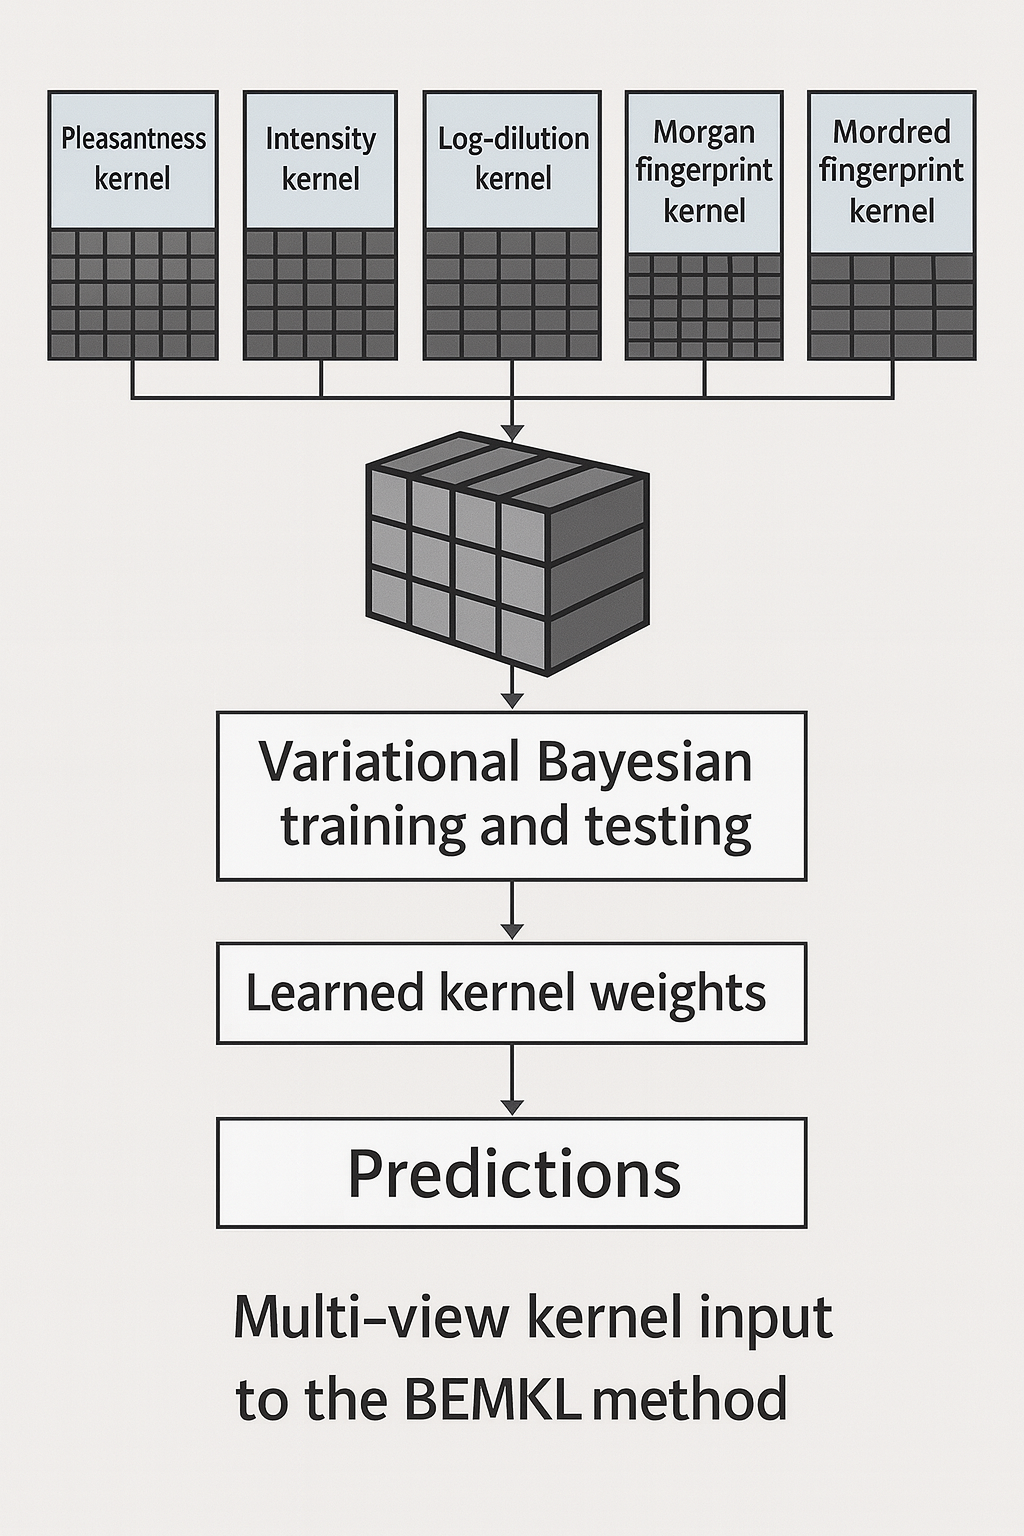 Pleasantness
kernel
Intensity
kernel
Log-dilution
kernel
Morgan
fingerprint
kernel
Mordred
fingerprint
kernel
Variational Bayesian
training and testing
Learned kernel weights
Predictions
Multi-view kernel input
to the BEMKL method